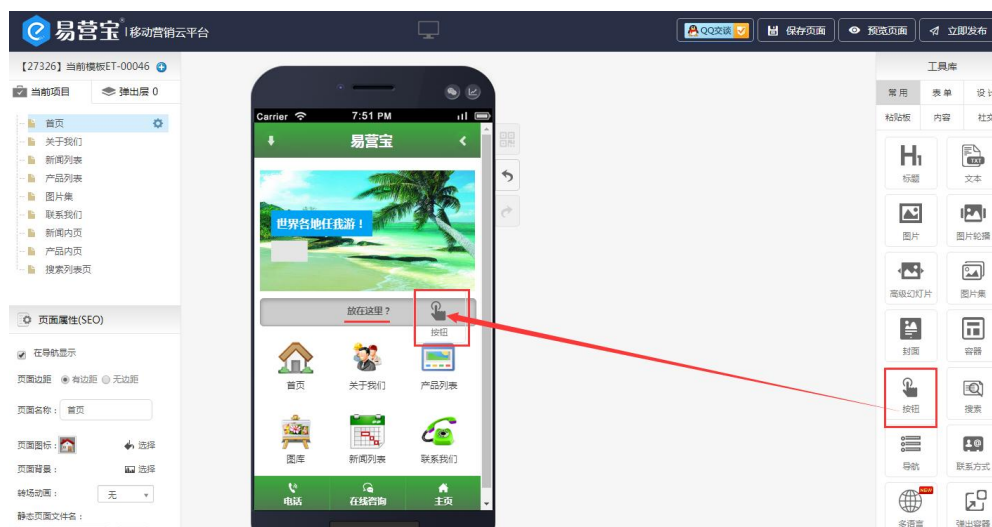 易营宝® 移动营销云平台
QQ交谈 保存页面 预览页面 立即发布
【27326】当前模板ET-00046
当前项目 弹出层 0
首页
关于我们
新闻列表
产品列表
图片集
联系我们
新闻内页
产品内页
搜索列表页
页面属性(SEO)
在导航显示
页面边距 有边距 无边距
页面名称： 首页
页面图标： 选择
页面背景： 选择
转场动画： 无
静态页面文件名：
Carrier 7:51 PM
易营宝
世界各地任我游！
放在这里？
按钮
首页 关于我们 产品列表
图库 新闻列表 联系我们
电话 在线咨询 主页
工具库
常用 表单
粘贴板 内容 社交
H1 TXT
标题 文本
图片 图片轮播
高级幻灯片 图片集
封面 容器
按钮 搜索
导航 联系方式
NEW
多语言 弹出容器